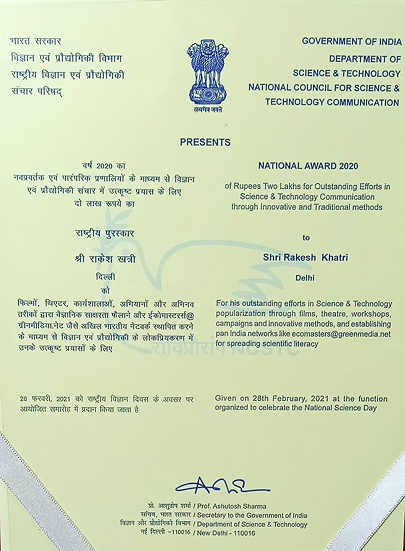 भारत सरकार
विज्ञान एवं प्रौद्योगिकी विभाग
राष्ट्रीय विज्ञान एवं प्रौद्योगिकी
संचार परिषद्
सत्यमेव जयते
GOVERNMENT OF INDIA
DEPARTMENT OF
SCIENCE & TECHNOLOGY
NATIONAL COUNCIL FOR SCIENCE &
TECHNOLOGY COMMUNICATION
PRESENTS
वर्ष 2020 का
नवप्रवर्तक एवं पारंपरिक प्रणालियों के माध्यम से विज्ञान
एवं प्रौद्योगिकी संचार में उत्कृष्ट प्रयास के लिए
दो लाख रूपये का
राष्ट्रीय पुरस्कार
श्री राकेश खत्री
दिल्ली
को
फिल्मों, थिएटर, कार्यशालाओं, अभियानों और अभिनव
तरीकों द्वारा वैज्ञानिक साक्षरता फैलाने और ईकोमास्टर्स@
ग्रीनमीडिया.नेट जैसे अखिल भारतीय नेटवर्क स्थापित करने
के माध्यम से विज्ञान एवं प्रौद्योगिकी के लोकप्रियकरण में
उनके उत्कृष्ट प्रयासों के लिए
NATIONAL AWARD 2020
of Rupees Two Lakhs for Outstanding Efforts in
Science & Technology Communication
through Innovative and Traditional methods
to
Shri Rakesh Khatri
Delhi
For his outstanding efforts in Science & Technology
popularization through films, theatre, workshops,
campaigns and innovative methods, and establishing
pan India networks like ecomasters@greenmedia.net
for spreading scientific literacy
राविप्रौसंप NCSTC
28 फरवरी, 2021 को राष्ट्रीय विज्ञान दिवस के अवसर पर
आयोजित समारोह में प्रदान किया जाता है
Given on 28th February, 2021 at the function
organized to celebrate the National Science Day
प्रो. आशुतोष शर्मा / Prof. Ashutosh Sharma
सचिव, भारत सरकार / Secretary to the Government of India
विज्ञान और प्रौद्योगिकी विभाग / Department of Science & Technology
नई दिल्ली -110016 / New Delhi - 110016